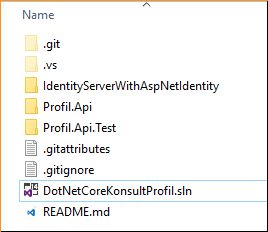 Name
.git
.vs
IdentityServerWithAspNetIdentity
Profil.Api
Profil.Api.Test
.gitattributes
.gitignore
DotNetCoreKonsultProfil.sln
README.md